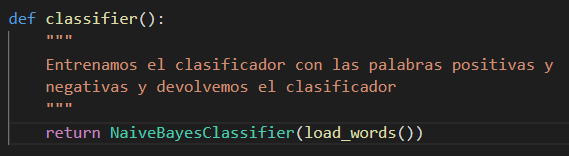 def classifier():
    """
    Entrenamos el clasificador con las palabras positivas y
    negativas y devolvemos el clasificador
    """
    return NaiveBayesClassifier(load_words())